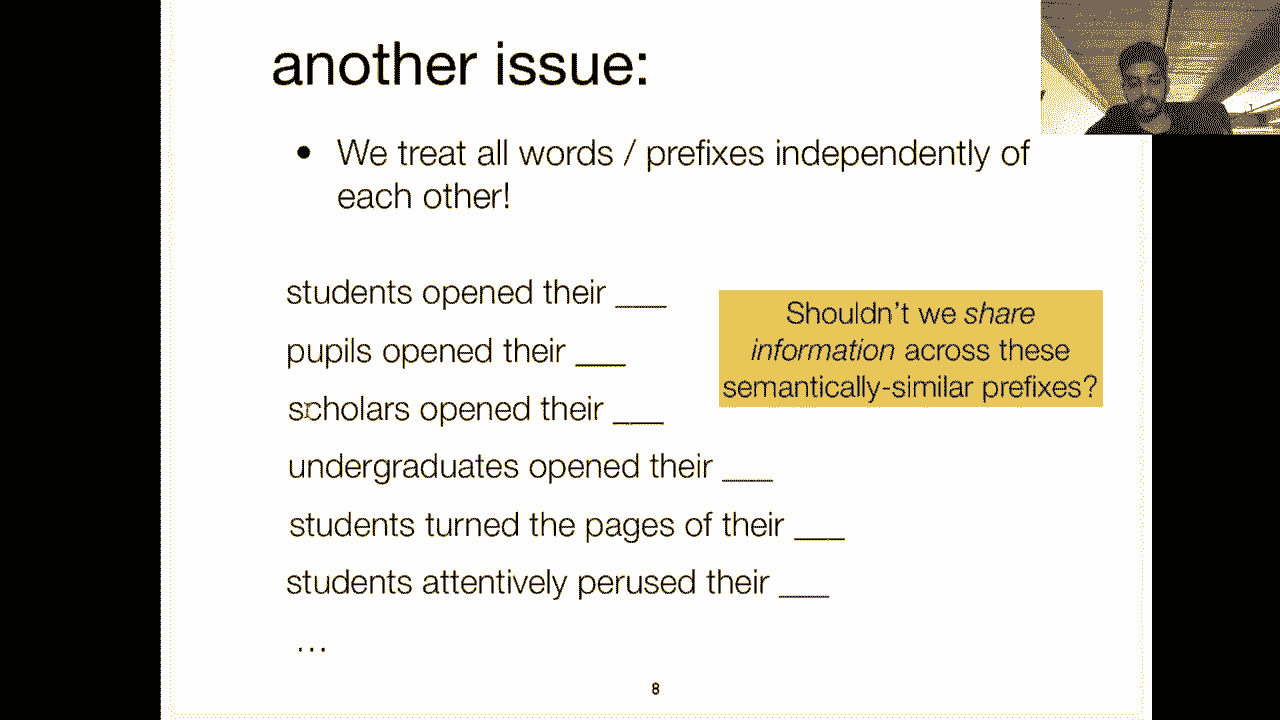 another issue:
• We treat all words / prefixes independently of
each other!
students opened their ___
pupils opened their ___
scholars opened their ___
undergraduates opened their ___
students turned the pages of their ___
students attentively perused their ___
...
Shouldn't we share
information across these
semantically-similar prefixes?
8